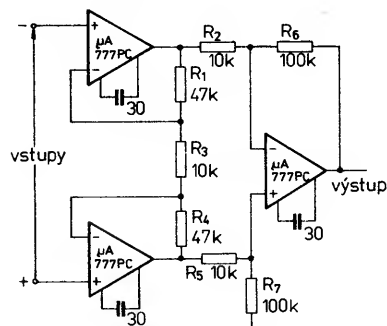 − + µA 777PC 30
R₂ 10k
R₆ 100k
R₁ 47k
vstupy
R₃ 10k
− + µA 777PC 30
výstup
R₄ 47k
− + µA 777PC 30
+
R₅ 10k
R₇ 100k